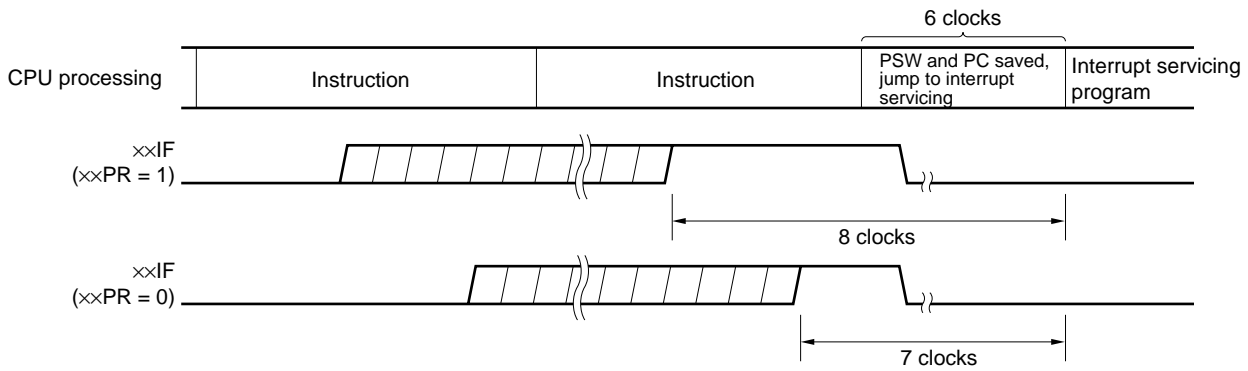 6 clocks
CPU processing
Instruction
Instruction
PSW and PC saved,
jump to interrupt
servicing
Interrupt servicing
program
××IF
(××PR = 1)
8 clocks
××IF
(××PR = 0)
7 clocks